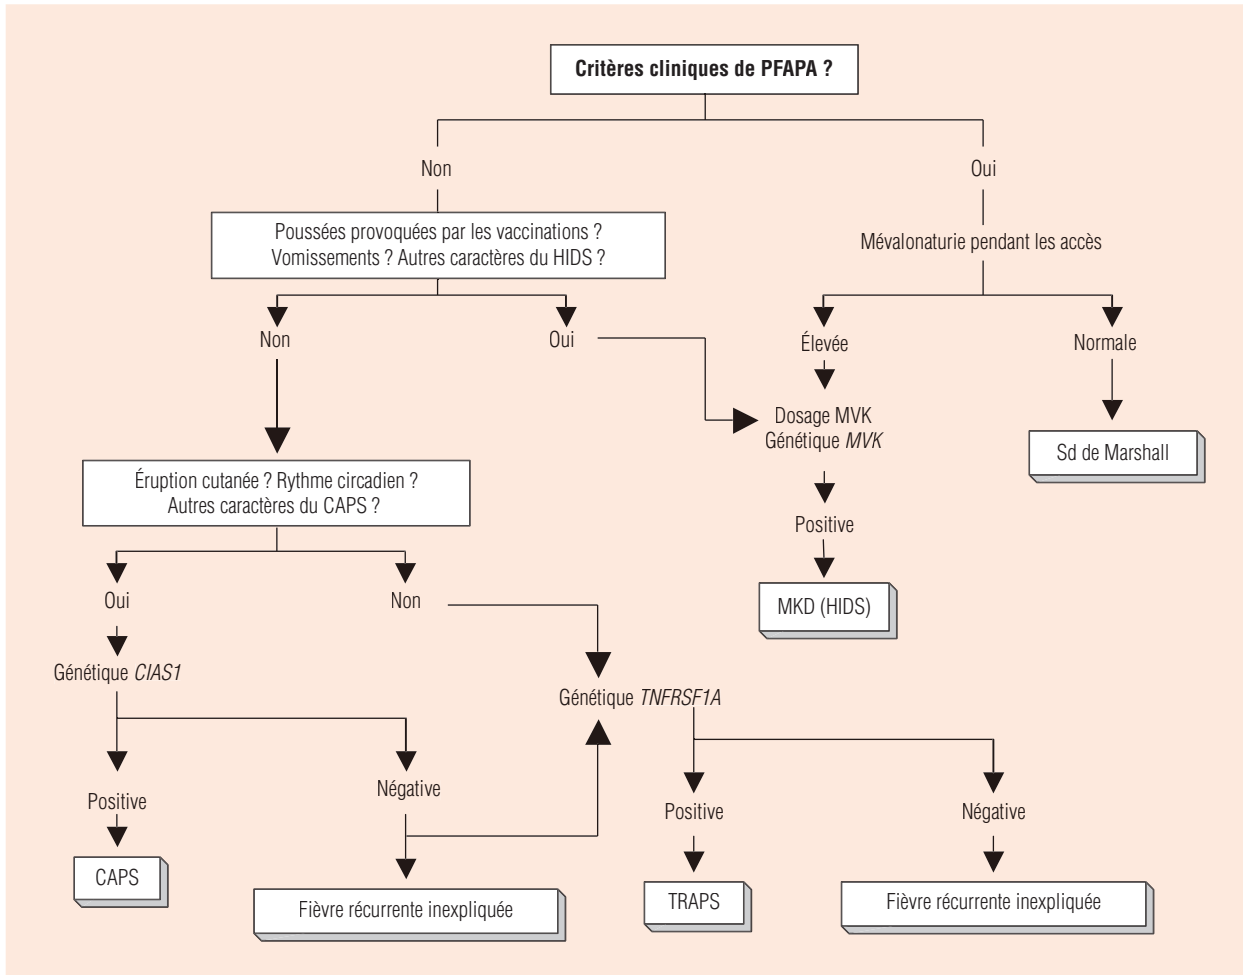 Critères cliniques de PFAPA ?
Non
Oui
Poussées provoquées par les vaccinations ?
Vomissements ? Autres caractères du HIDS ?
Mévalonaturie pendant les accès
Non
Oui
Élevée
Normale
Dosage MVK
Génétique MVK
Sd de Marshall
Éruption cutanée ? Rythme circadien ?
Autres caractères du CAPS ?
Positive
MKD (HIDS)
Oui
Non
Génétique CIAS1
Génétique TNFRSF1A
Positive
Négative
Positive
Négative
CAPS
Fièvre récurrente inexpliquée
TRAPS
Fièvre récurrente inexpliquée